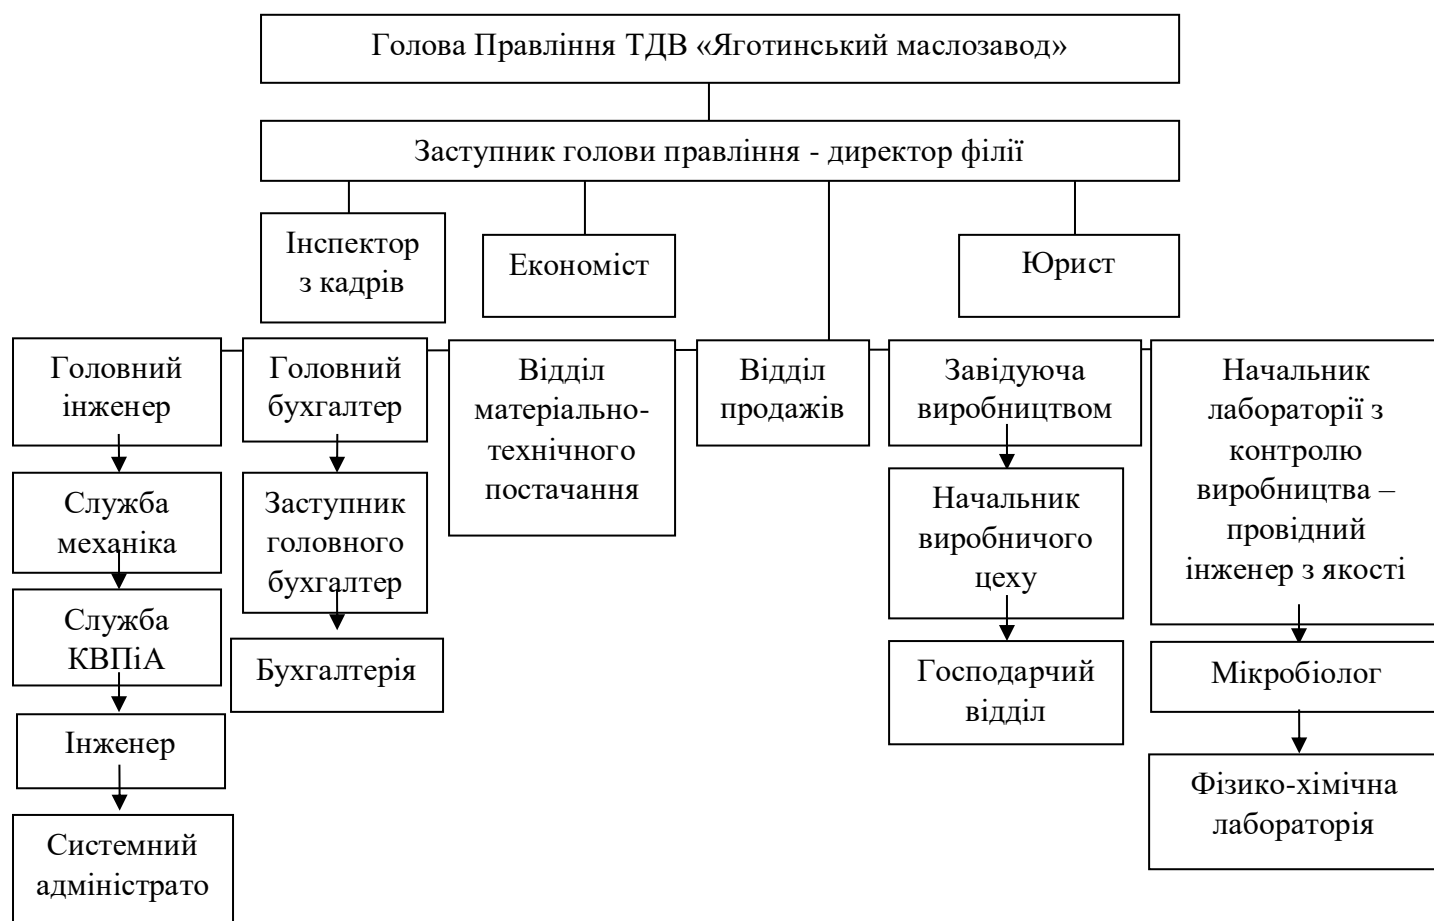 Голова Правління ТДВ «Яготинський маслозавод»
Заступник голови правління - директор філії
Інспектор
з кадрів
Економіст
Юрист
Головний
інженер
Головний
бухгалтер
Відділ
матеріально-
технічного
постачання
Відділ
продажів
Завідуюча
виробництвом
Начальник
лабораторії з
контролю
виробництва –
провідний
інженер з якості
Служба
механіка
Заступник
головного
бухгалтер
Начальник
виробничого
цеху
Служба
КВПіА
Бухгалтерія
Господарчий
відділ
Мікробіолог
Інженер
Фізико-хімічна
лабораторія
Системний
адміністрато